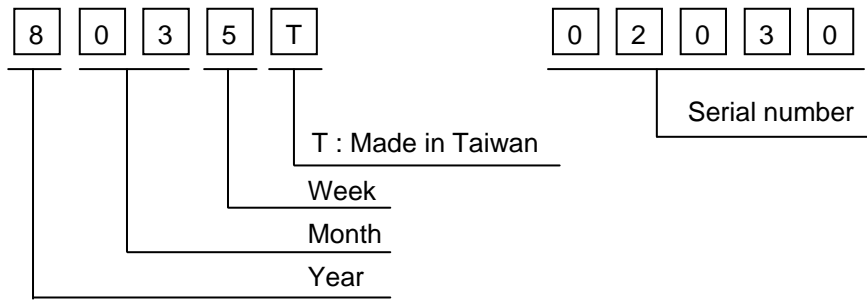 8 0 3 5 T 0 2 0 3 0
Serial number
T : Made in Taiwan
Week
Month
Year